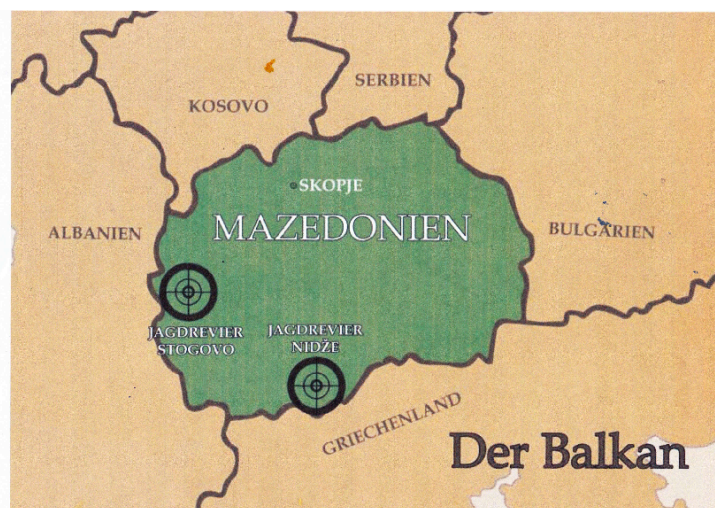 SERBIEN
KOSOVO
SKOPJE
ALBANIEN
MAZEDONIEN
BULGARIEN
JAGDREVIER
STOGOVO
JAGDREVIER
NIDŽE
GRIECHENLAND
Der Balkan